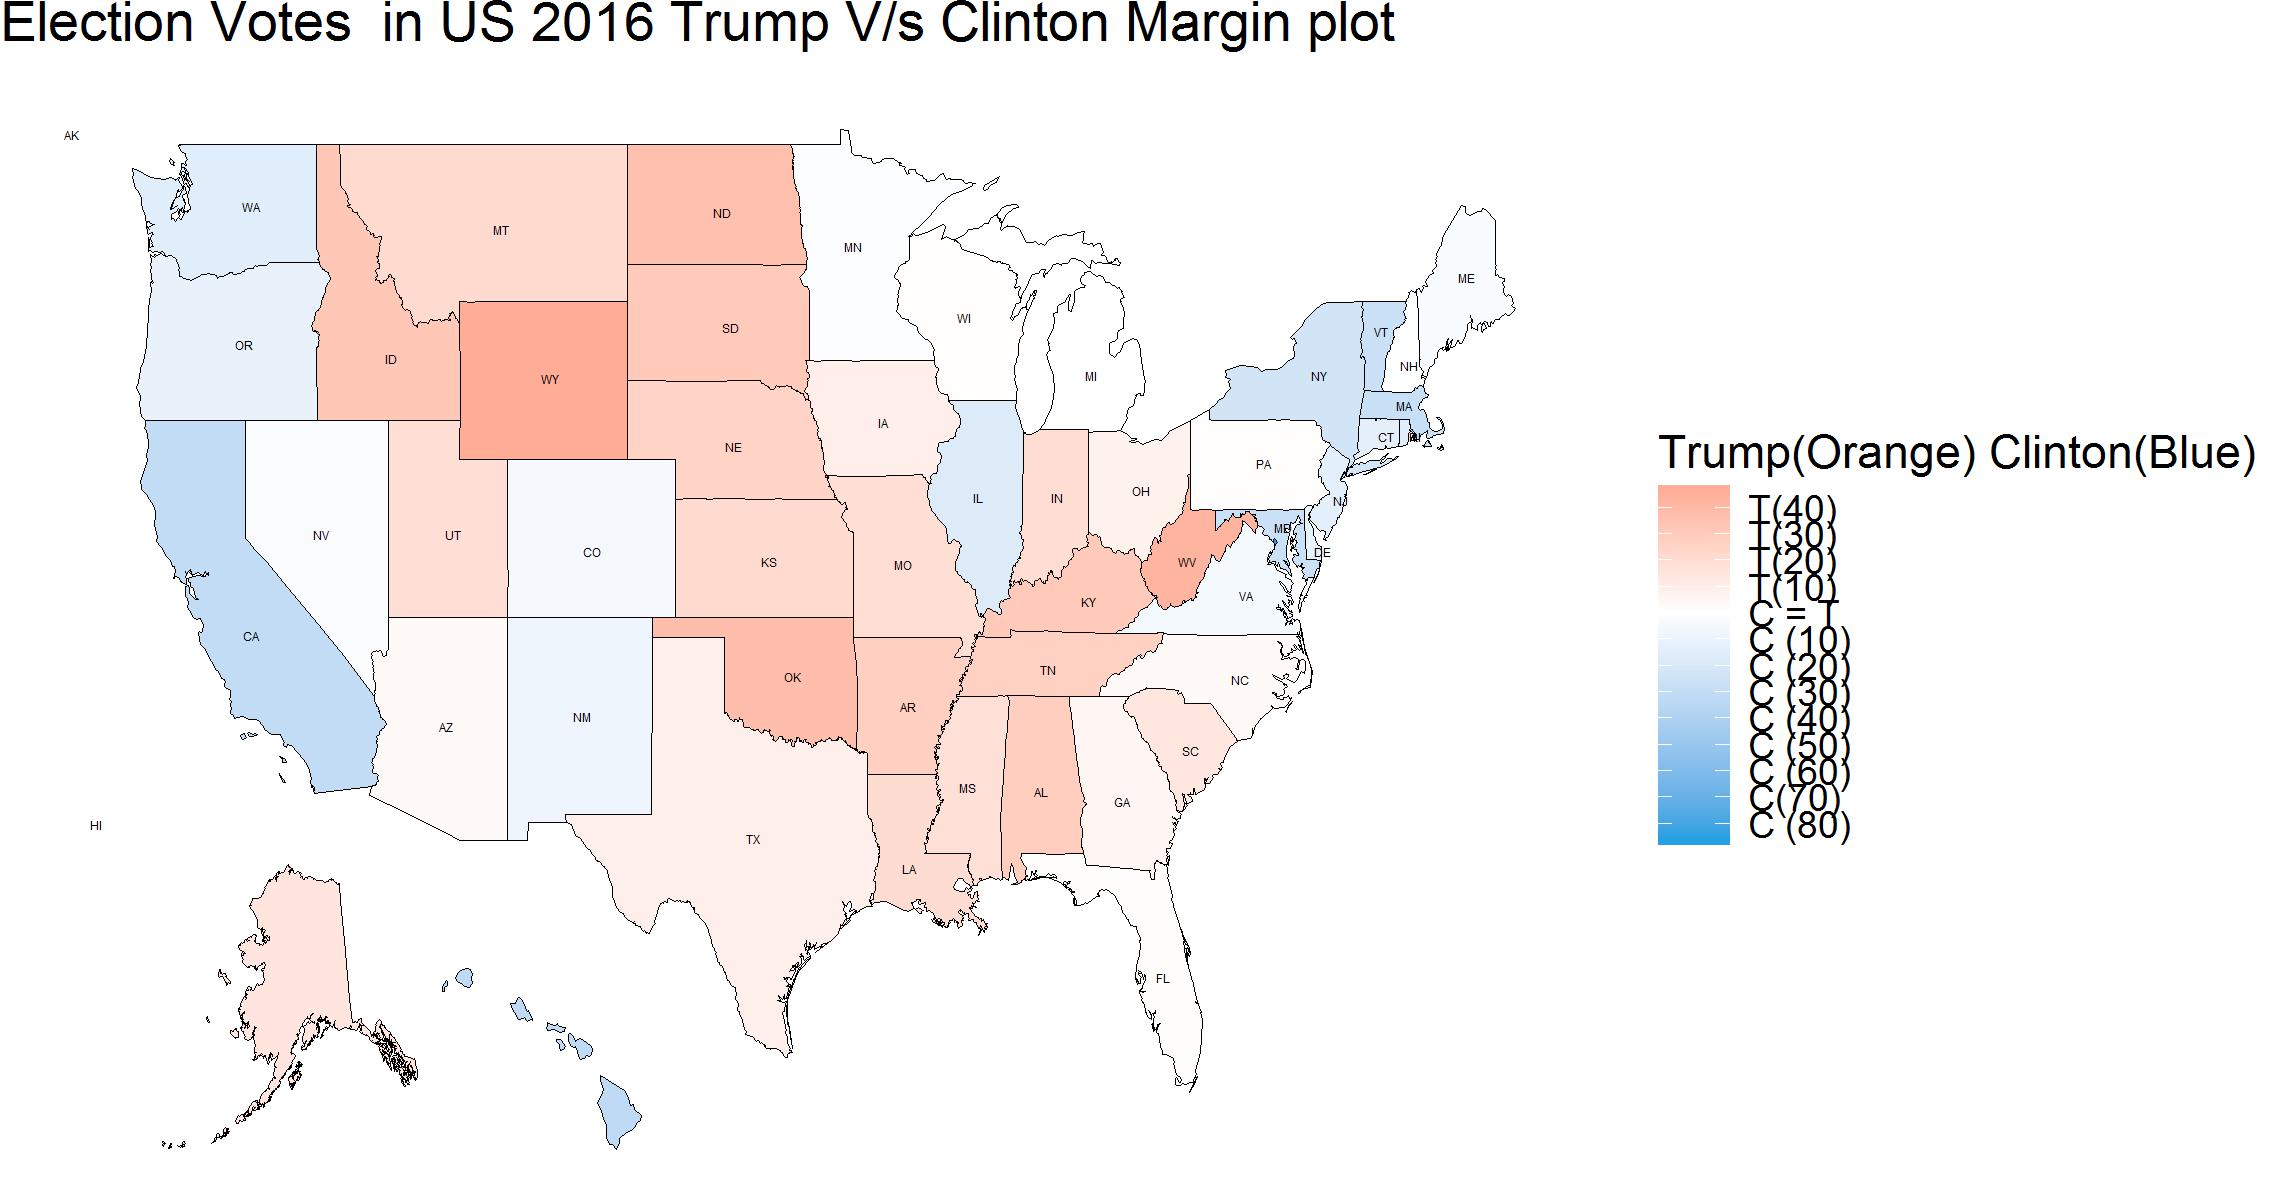 Election Votes  in US 2016 Trump V/s Clinton Margin plot
AK
WA
MT
ND
MN
ME
OR
ID
WY
SD
WI
MI
NY
VT
NH
MA
CT
IA
NE
PA
NJ
IL
IN
OH
NV
UT
CO
KS
MO
KY
WV
VA
DE
CA
AZ
NM
OK
AR
TN
NC
SC
MS
AL
GA
HI
TX
LA
FL
Trump(Orange) Clinton(Blue)
T(40)
T(30)
T(20)
T(10)
C = T
C (10)
C (20)
C (30)
C (40)
C (50)
C (60)
C(70)
C (80)